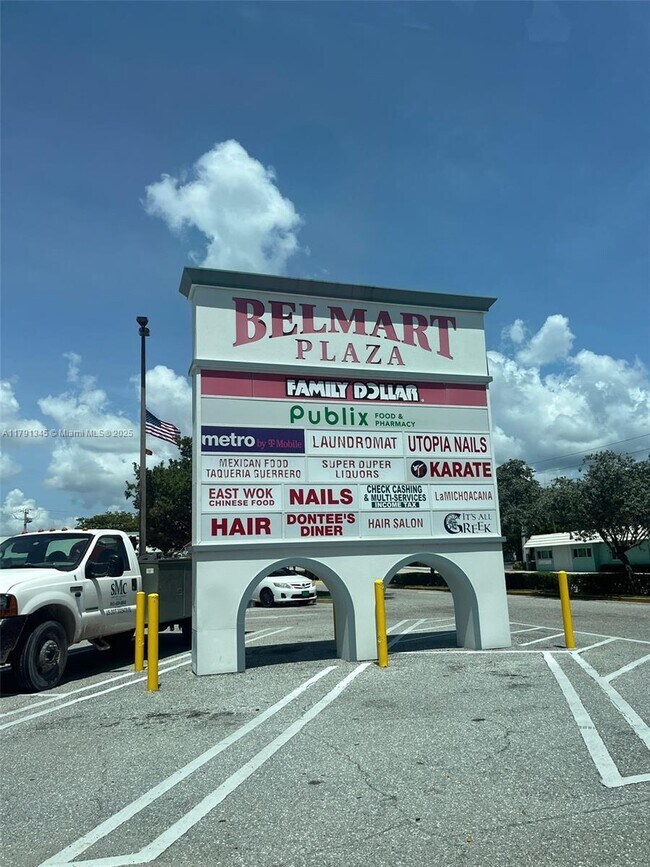 BELMART
PLAZA
FAMILY DOLLAR
Publix FOOD & PHARMACY
metro by T Mobile
LAUNDROMAT
UTOPIA NAILS
MEXICAN FOOD
TAQUERIA GUERRERO
SUPER DUPER
LIQUORS
KARATE
EAST WOK
CHINESE FOOD
NAILS
CHECK CASHING
& MULTI-SERVICES
INCOME TAX
LaMICHOACANA
HAIR
DONTEE'S
DINER
HAIR SALON
IT'S ALL
GREEK
SMC
A11791345
Miami MLS © 2025